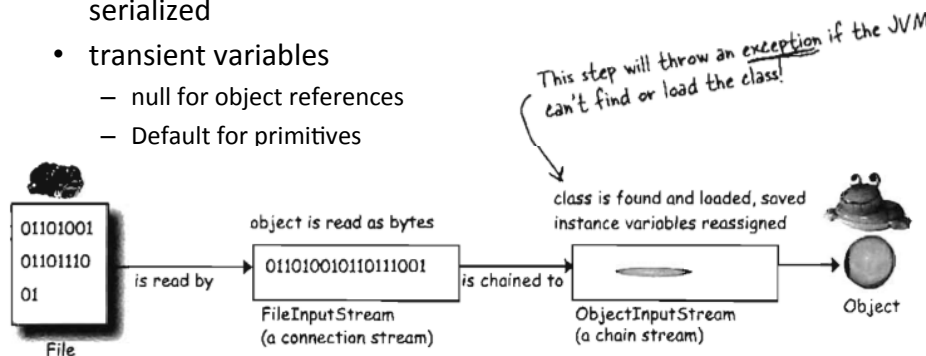 serialized
• transient variables
– null for object references
– Default for primitives
This step will throw an exception if the JVM
can't find or load the class!
01101001
01101110
01
File
is read by
object is read as bytes
011010010110111001
FileInputStream
(a connection stream)
is chained to
class is found and loaded, saved
instance variables reassigned
ObjectInputStream
(a chain stream)
Object